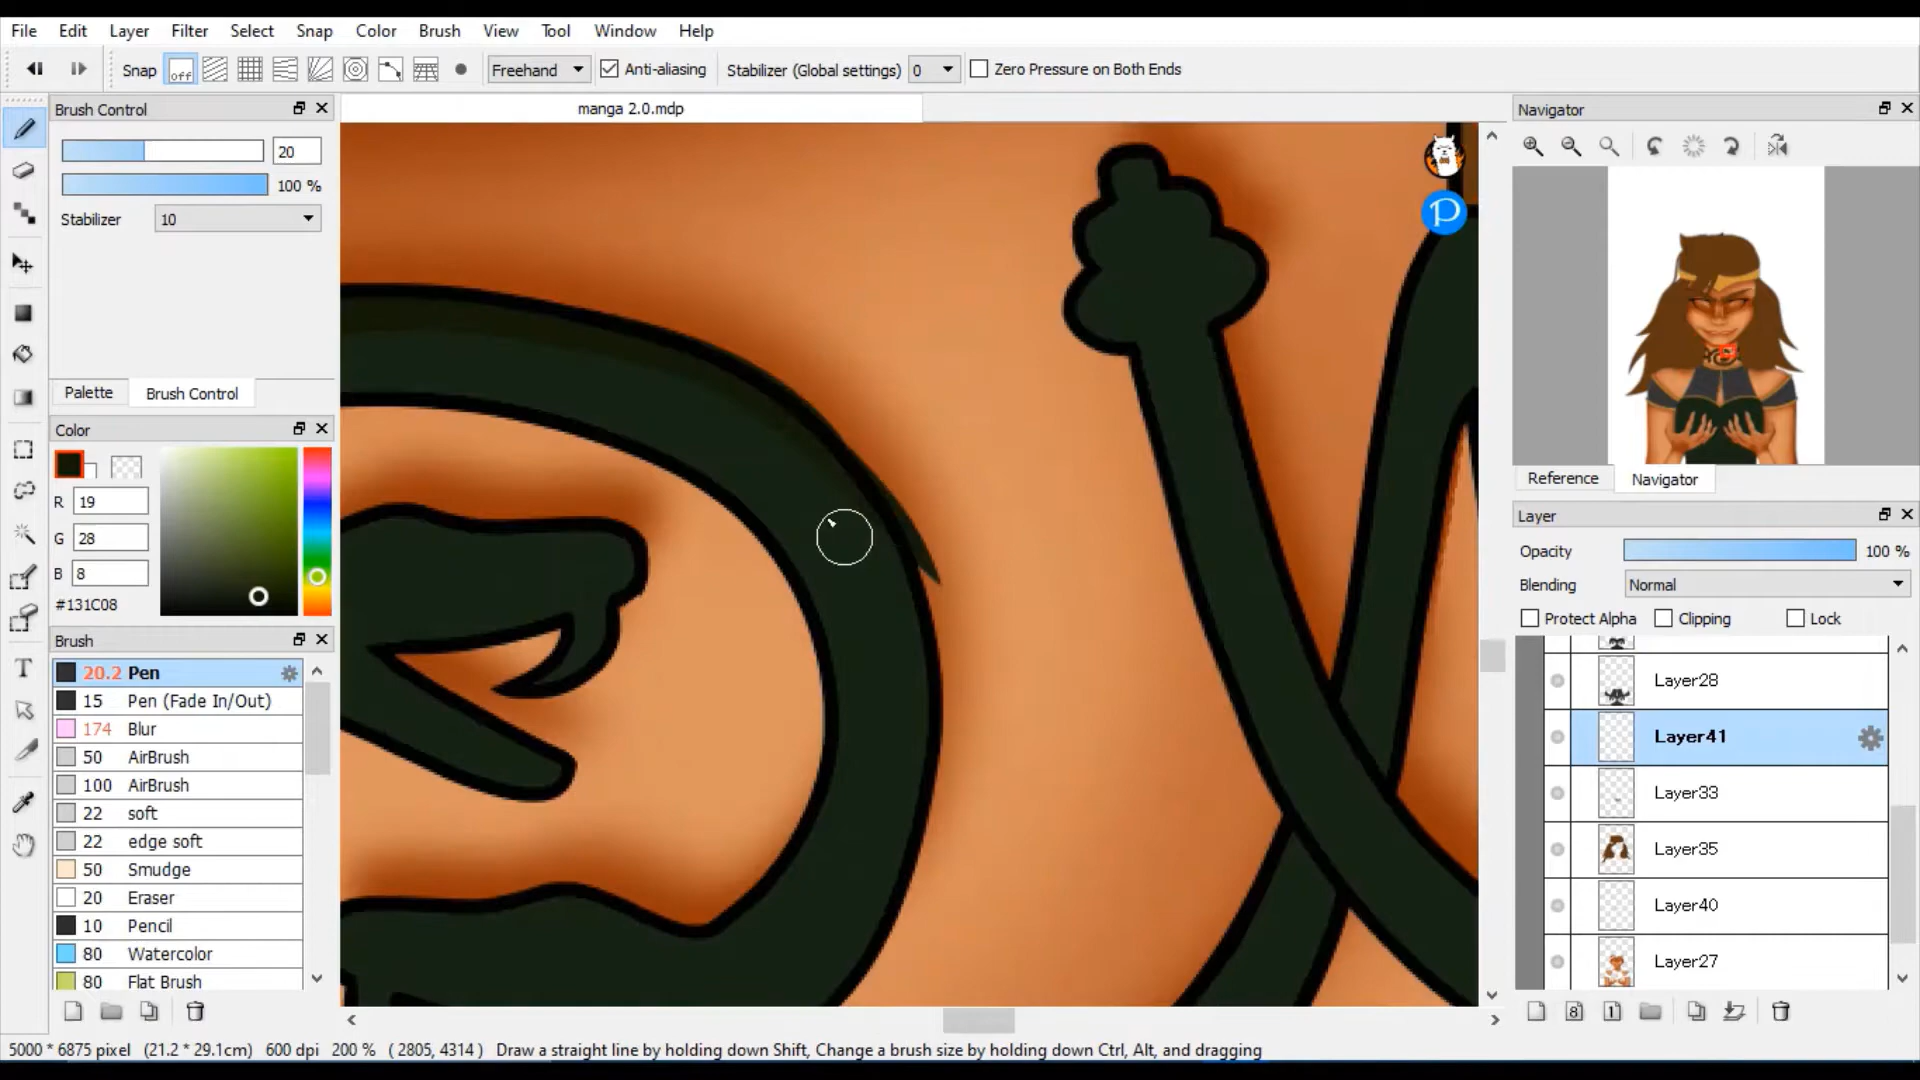 File Edit Layer Filter Select Snap Color Brush View Tool Window Help
Snap off Freehand Anti-aliasing Stabilizer (Global settings) 0 Zero Pressure on Both Ends
Brush Control
manga 2.0.mdp
Navigator
20
100 %
Stabilizer 10
P
Palette Brush Control
Color
R 19
G 28
B 8
#131C08
Reference Navigator
Layer
Opacity 100 %
Blending Normal
Protect Alpha Clipping Lock
Layer28
Layer41
Layer33
Layer35
Layer40
Layer27
8 1
Brush
20.2 Pen
15 Pen (Fade In/Out)
174 Blur
50 AirBrush
100 AirBrush
22 soft
22 edge soft
50 Smudge
20 Eraser
10 Pencil
80 Watercolor
80 Flat Brush
T
5000 * 6875 pixel (21.2 * 29.1cm) 600 dpi 200 % ( 2805, 4314 ) Draw a straight line by holding down Shift, Change a brush size by holding down Ctrl, Alt, and dragging